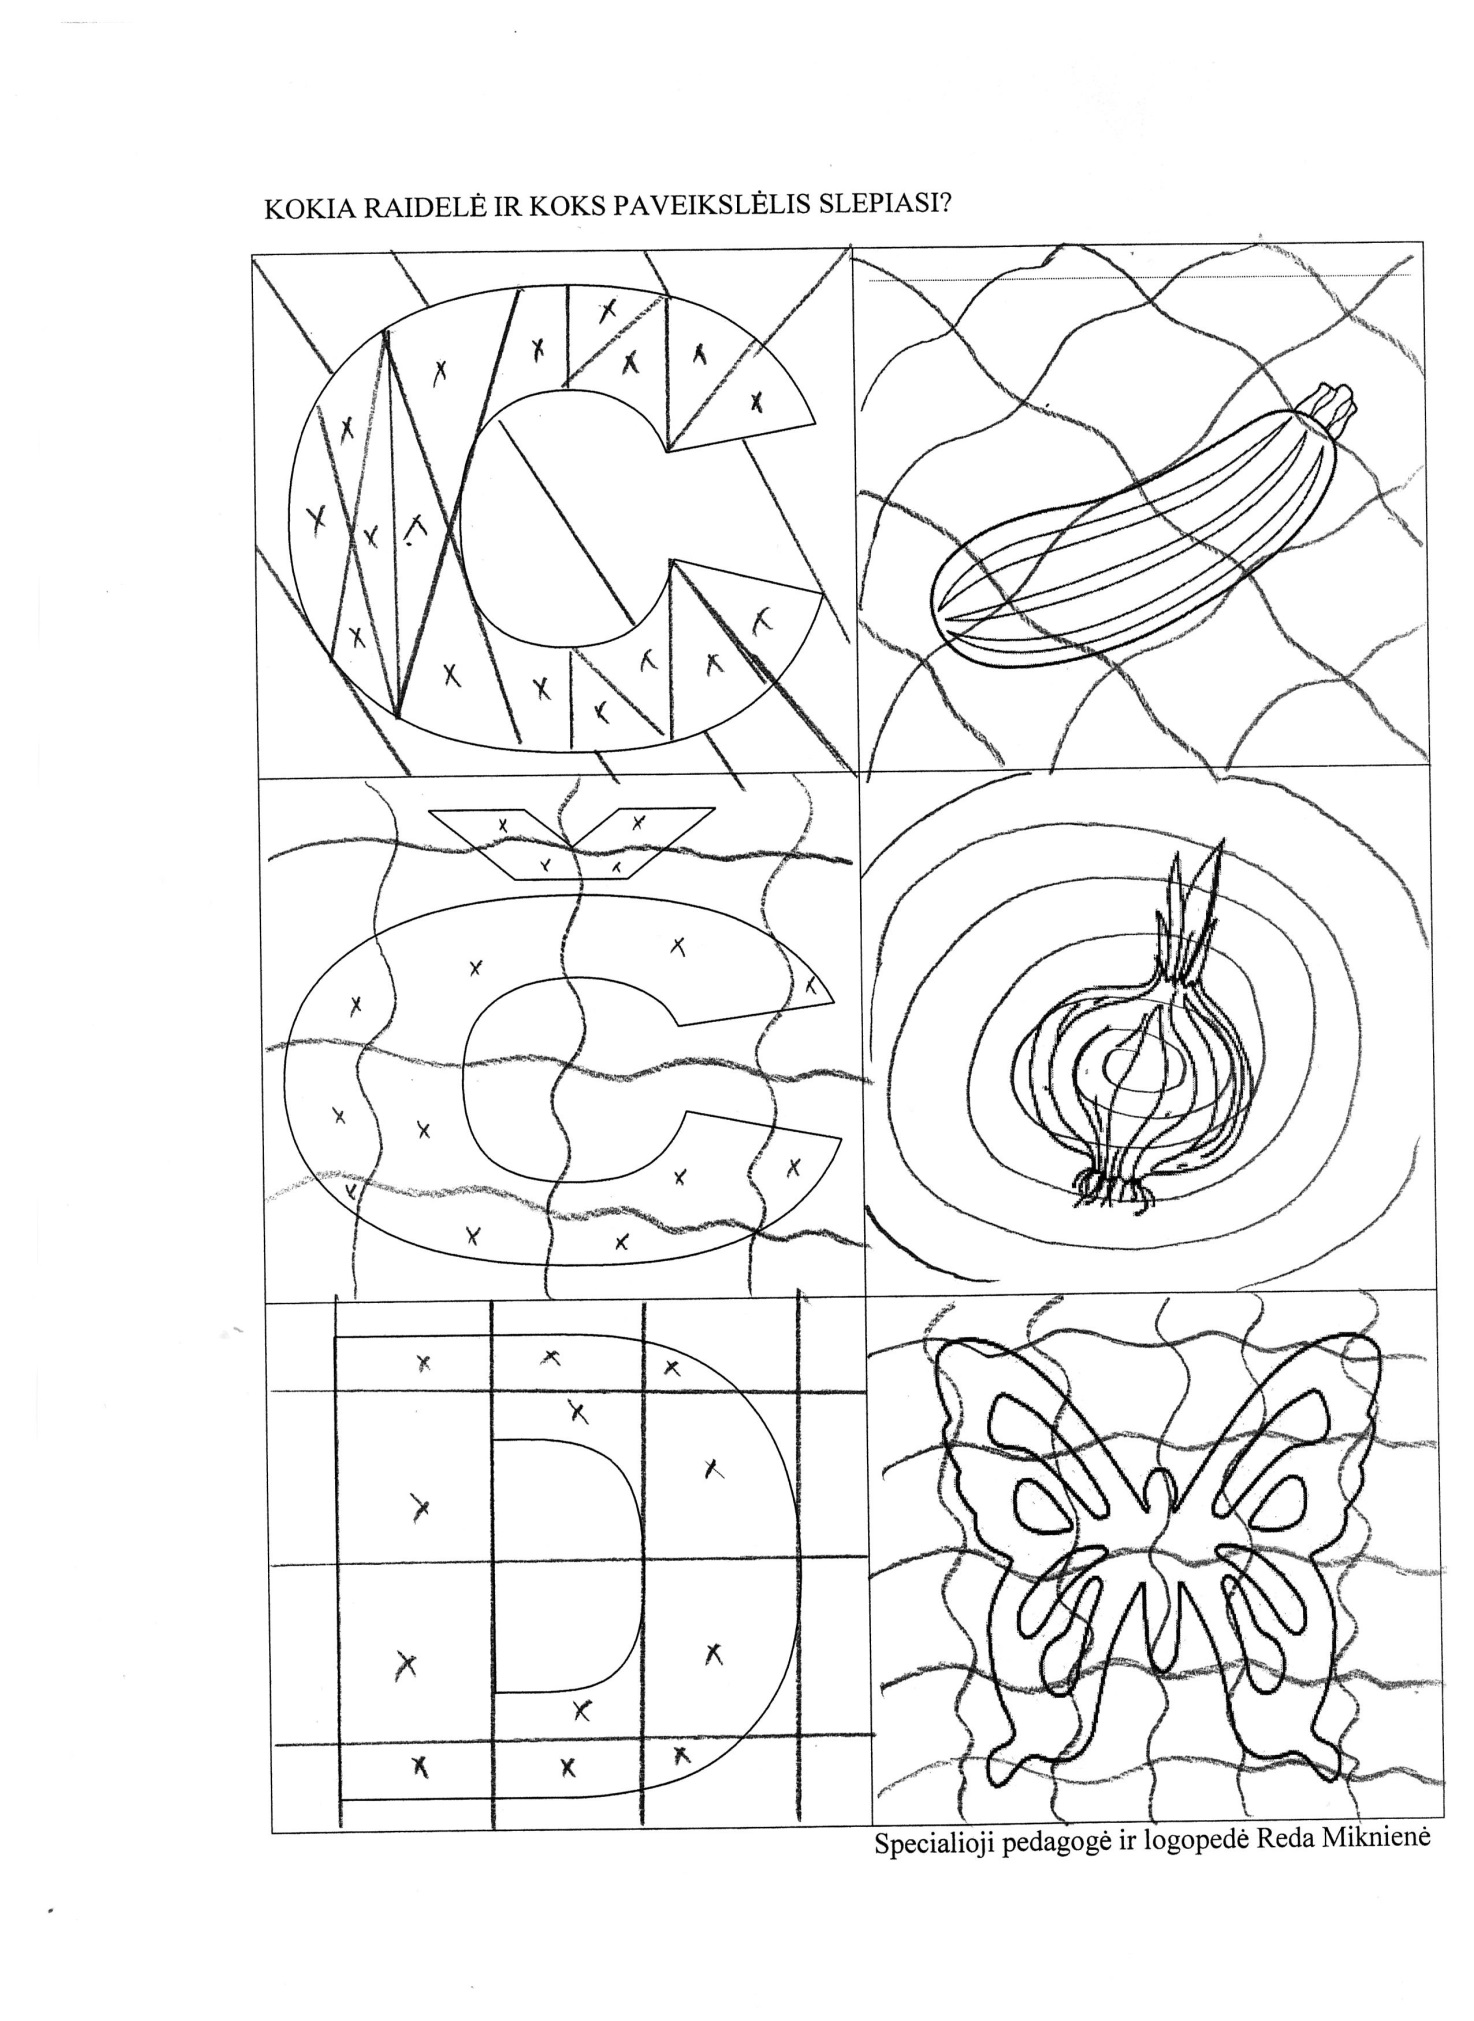 KOKIA RAIDELĖ IR KOKS PAVEIKSLĖLIS SLEPIASI?
C
Č
D
Specialioji pedagogė ir logopedė Reda Miknienė